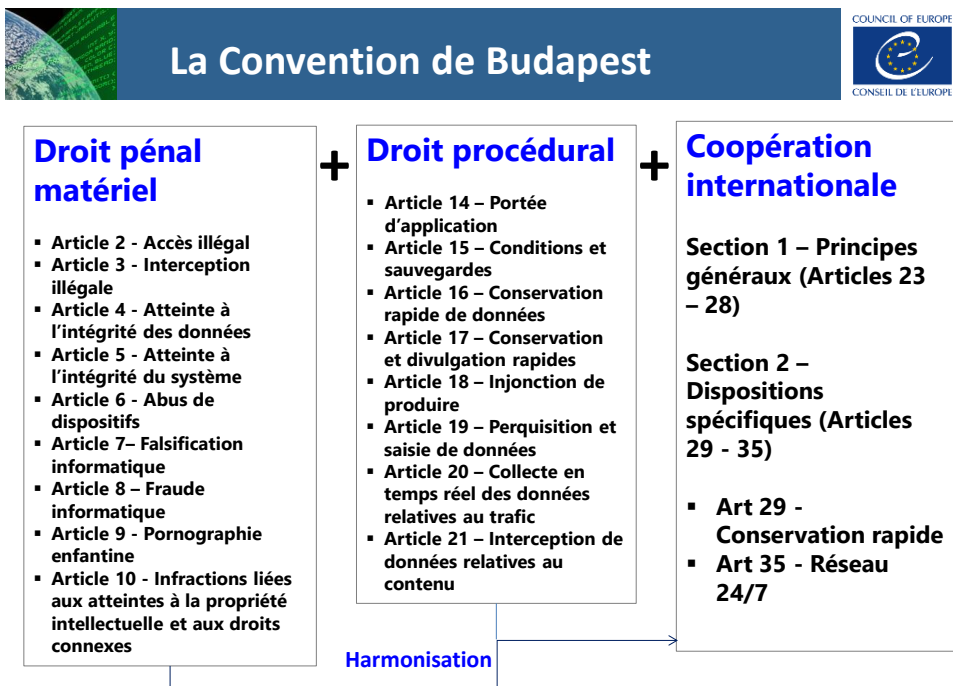 COUNCIL OF EUROPE
La Convention de Budapest
CONSEIL DE L'EUROPE
Droit pénal
matériel
▪ Article 2 - Accès illégal
▪ Article 3 - Interception
illégale
▪ Article 4 - Atteinte à
l’intégrité des données
▪ Article 5 - Atteinte à
l’intégrité du système
▪ Article 6 - Abus de
dispositifs
▪ Article 7– Falsification
informatique
▪ Article 8 – Fraude
informatique
▪ Article 9 - Pornographie
enfantine
▪ Article 10 - Infractions liées
aux atteintes à la propriété
intellectuelle et aux droits
connexes
+
Droit procédural
▪ Article 14 – Portée
d’application
▪ Article 15 – Conditions et
sauvegardes
▪ Article 16 – Conservation
rapide de données
▪ Article 17 – Conservation
et divulgation rapides
▪ Article 18 – Injonction de
produire
▪ Article 19 – Perquisition et
saisie de données
▪ Article 20 – Collecte en
temps réel des données
relatives au trafic
▪ Article 21 – Interception de
données relatives au
contenu
+
Coopération
internationale
Section 1 – Principes
généraux (Articles 23
– 28)
Section 2 –
Dispositions
spécifiques (Articles
29 - 35)
▪ Art 29 -
Conservation rapide
▪ Art 35 - Réseau
24/7
Harmonisation